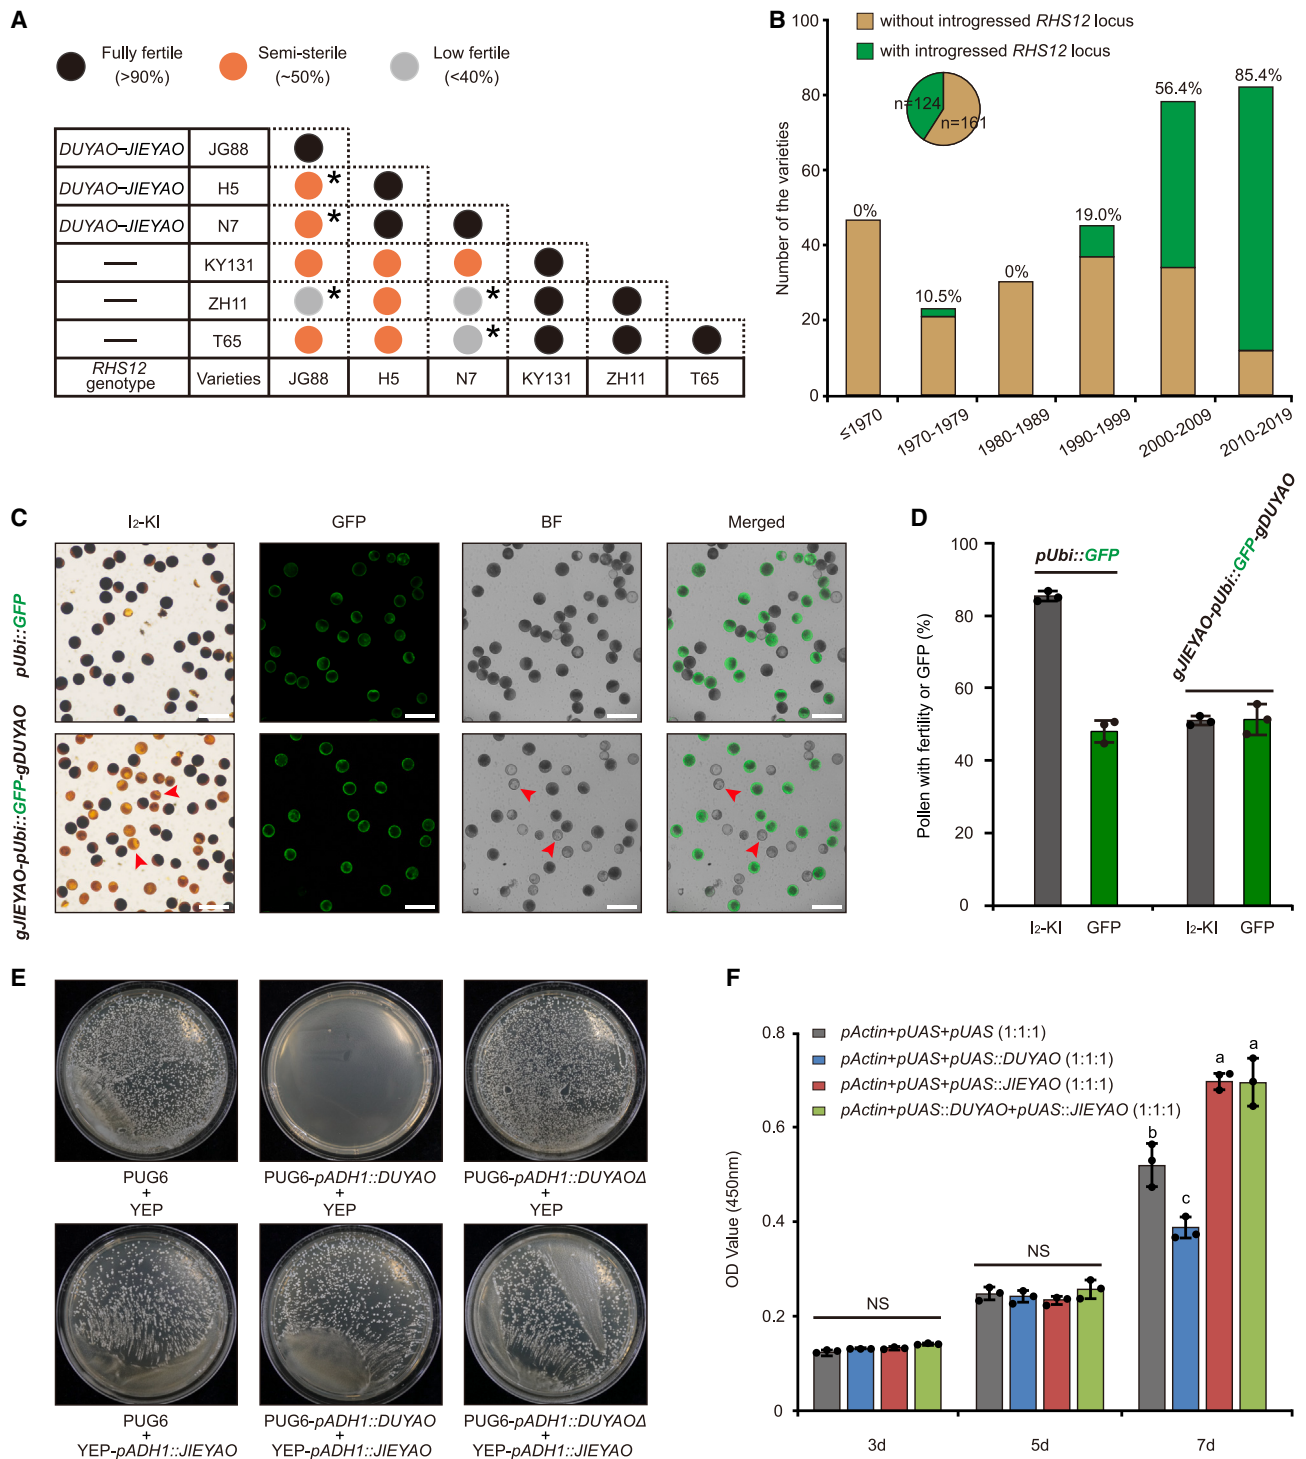 A
Fully fertile
(>90%)
Semi-sterile
(~50%)
Low fertile
(<40%)
DUYAO–JIEYAO
JG88
DUYAO–JIEYAO
H5
*
DUYAO–JIEYAO
N7
*
—
KY131
—
ZH11
*
*
—
T65
*
RHS12
genotype
Varieties
JG88
H5
N7
KY131
ZH11
T65
B
without introgressed RHS12 locus
with introgressed RHS12 locus
n=124
n=161
Number of the varieties
100
80
60
40
20
0
0%
10.5%
0%
19.0%
56.4%
85.4%
≤1970
1970-1979
1980-1989
1990-1999
2000-2009
2010-2019
C
I₂-KI
GFP
BF
Merged
pUbi::GFP
gJIEYAO-pUbi::GFP-gDUYAO
D
Pollen with fertility or GFP (%)
100
80
60
40
20
0
pUbi::GFP
gJIEYAO-pUbi::GFP-gDUYAO
I₂-KI
GFP
I₂-KI
GFP
E
PUG6
+
YEP
PUG6-pADH1::DUYAO
+
YEP
PUG6-pADH1::DUYAOΔ
+
YEP
PUG6
+
YEP-pADH1::JIEYAO
PUG6-pADH1::DUYAO
+
YEP-pADH1::JIEYAO
PUG6-pADH1::DUYAOΔ
+
YEP-pADH1::JIEYAO
F
OD Value (450nm)
0.8
0.6
0.4
0.2
0
pActin+pUAS+pUAS (1:1:1)
pActin+pUAS+pUAS::DUYAO (1:1:1)
pActin+pUAS+pUAS::JIEYAO (1:1:1)
pActin+pUAS::DUYAO+pUAS::JIEYAO (1:1:1)
NS
NS
b
c
a
a
3d
5d
7d